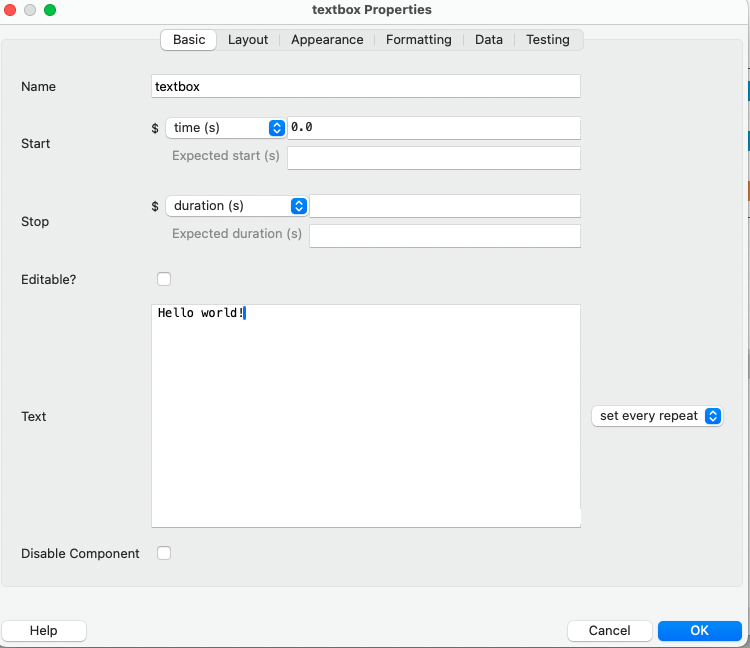 textbox Properties
Basic Layout Appearance Formatting Data Testing
Name textbox
Start $ time (s) 0.0
Expected start (s)
Stop $ duration (s)
Expected duration (s)
Editable?
Hello world!
Text set every repeat
Disable Component
Help Cancel OK